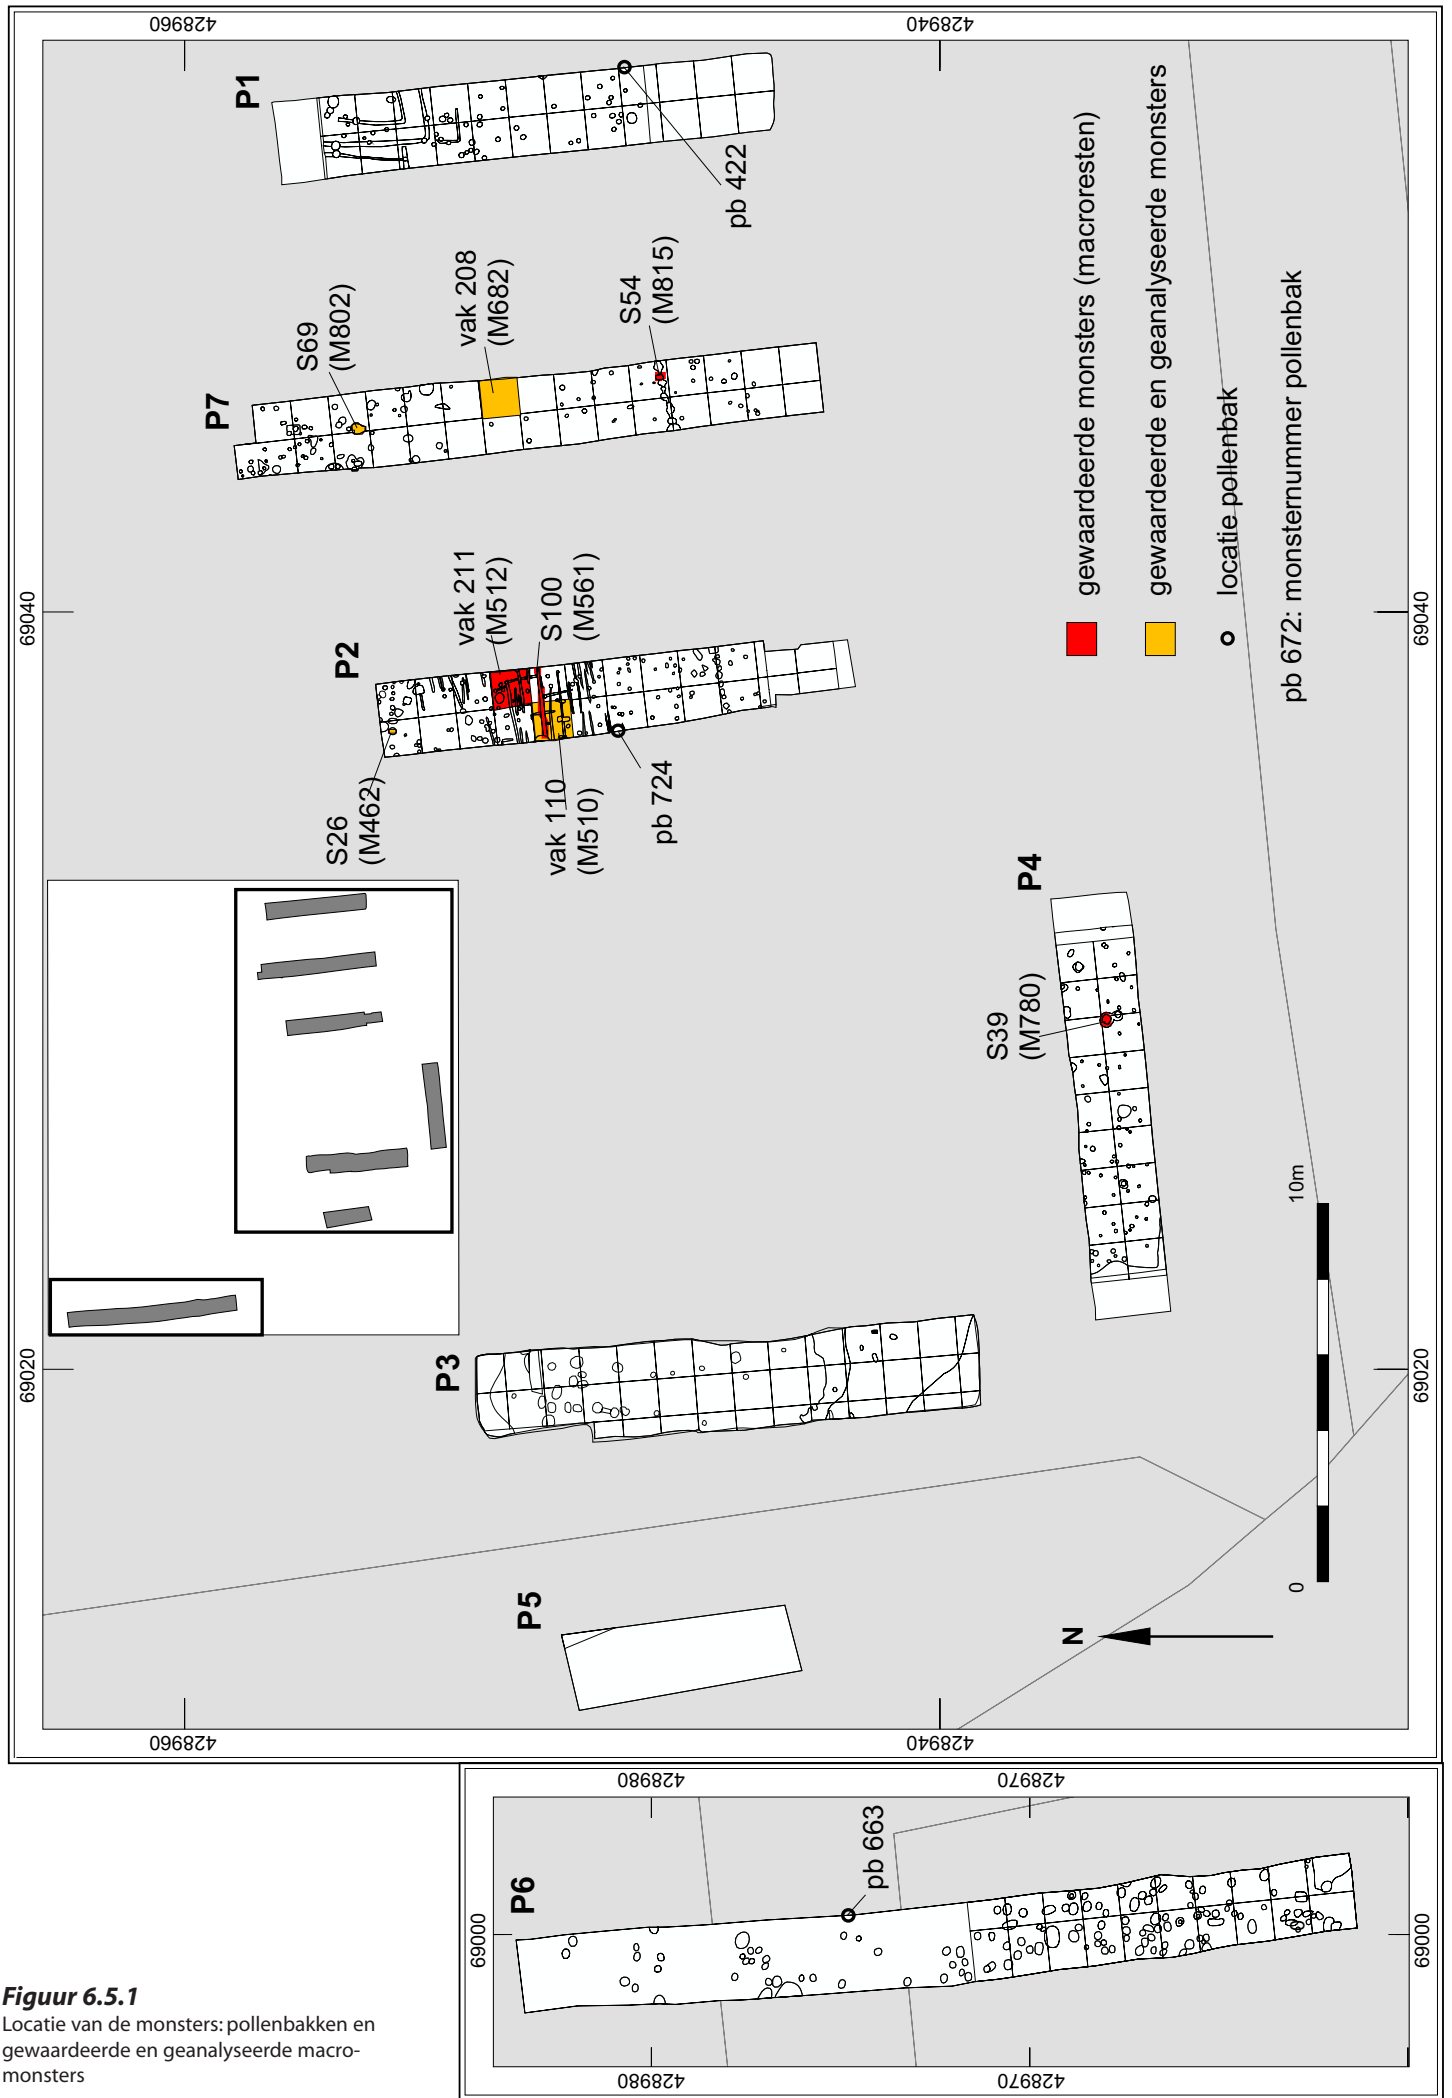 428960
428940
P1
pb 422
P7
S69
(M802)
vak 208
(M682)
S54
(M815)
69040
P2
vak 211
(M512)
S100
(M561)
S26
(M462)
vak 110
(M510)
pb 724
gewaardeerde monsters (macroresten)
gewaardeerde en geanalyseerde monsters
locatie pollenbak
pb 672: monsternummer pollenbak
69040
P4
S39
(M780)
69020
P3
69020
P5
N
0
10m
428960
428940
428980
428970
P6
pb 663
69000
69000
428980
428970
Figuur 6.5.1
Locatie van de monsters: pollenbakken en
gewaardeerde en geanalyseerde macro-
monsters